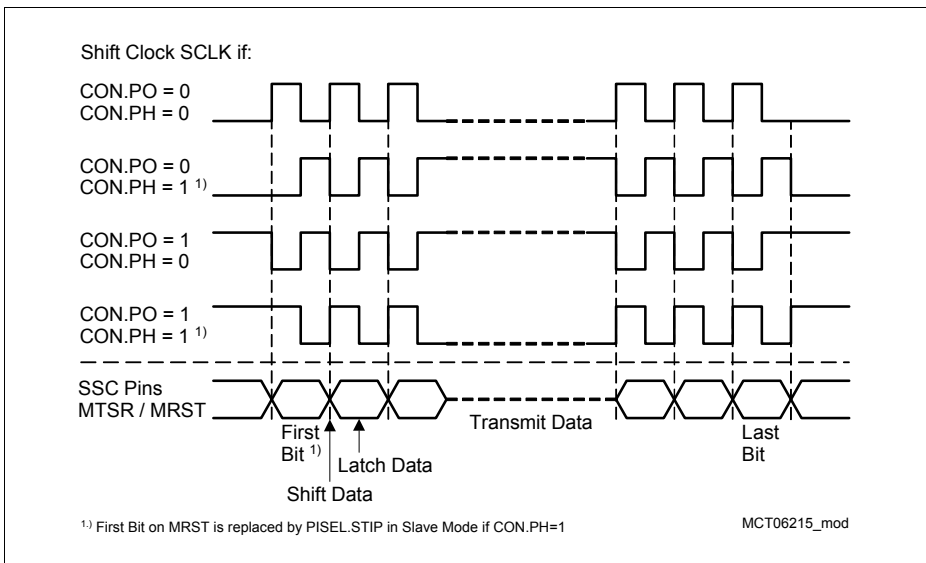 Shift Clock SCLK if:
CON.PO = 0
CON.PH = 0
CON.PO = 0
CON.PH = 1 1)
CON.PO = 1
CON.PH = 0
CON.PO = 1
CON.PH = 1 1)
SSC Pins
MTSR / MRST
Transmit Data
First
Bit 1)
Last
Bit
Latch Data
Shift Data
1.) First Bit on MRST is replaced by PISEL.STIP in Slave Mode if CON.PH=1
MCT06215_mod